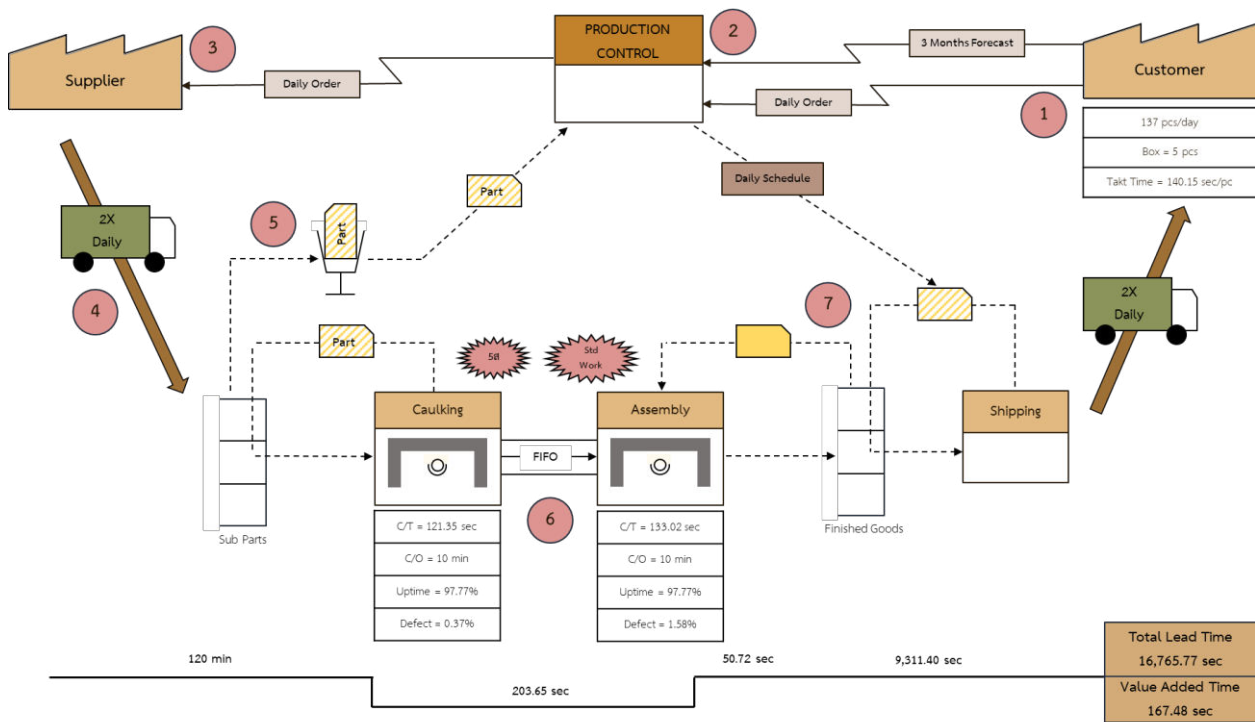 PRODUCTION
CONTROL
2
3
Supplier
Daily Order
3 Months Forecast
Customer
Daily Order
1
137 pcs/day
Box = 5 pcs
Takt Time = 140.15 sec/pc
Daily Schedule
Part
5
Part
2X
Daily
4
2X
Daily
7
Part
Std
Work
Caulking
Assembly
Shipping
FIFO
6
Sub Parts
Finished Goods
C/T = 121.35 sec
C/O = 10 min
Uptime = 97.77%
Defect = 0.37%
C/T = 133.02 sec
C/O = 10 min
Uptime = 97.77%
Defect = 1.58%
120 min
203.65 sec
50.72 sec
9,311.40 sec
Total Lead Time
16,765.77 sec
Value Added Time
167.48 sec